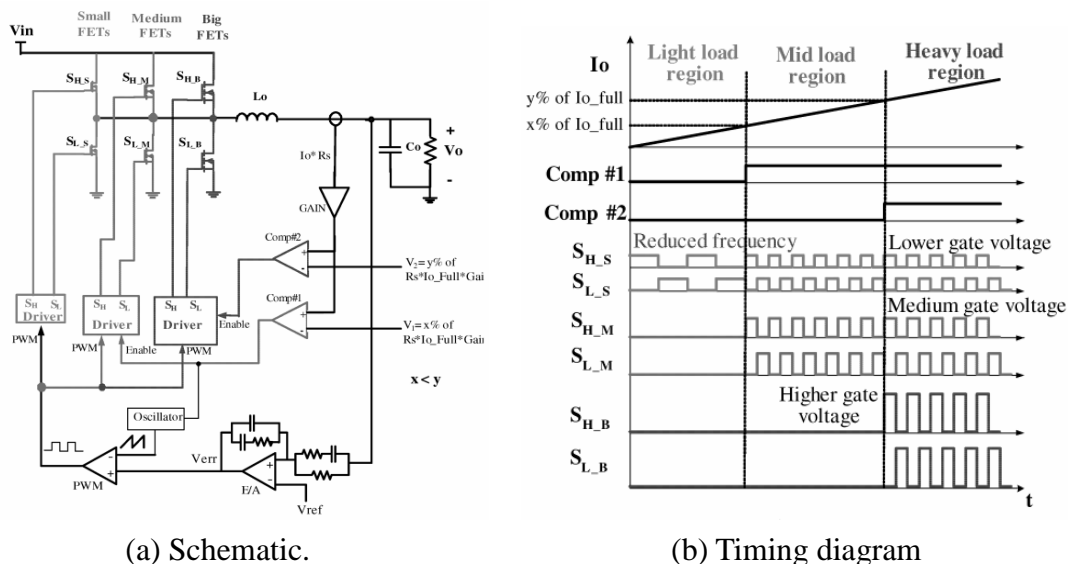 Small
FETs
Medium
FETs
Big
FETs
Vin
S_H_S
S_H_M
S_H_B
Lo
S_L_S
S_L_M
S_L_B
Io*Rs
Co
+
Vo
-
GAIN
Comp#2
+
-
V₂= y% of
Rs*Io_Full*Gai
Comp#1
+
-
V₁= x% of
Rs*Io_Full*Gai
S_H S_L
Driver
S_H S_L
Driver
S_H S_L
Driver
Enable
PWM
PWM
Enable
PWM
x < y
Oscillator
Verr
-
+
PWM
+
-
E/A
Vref
(a) Schematic.
Io
Light load
region
Mid load
region
Heavy load
region
y% of Io_full
x% of Io_full
Comp #1
Comp #2
Reduced frequency
Lower gate voltage
S_H_S
S_L_S
Medium gate voltage
S_H_M
S_L_M
Higher gate
voltage
S_H_B
S_L_B
t
(b) Timing diagram